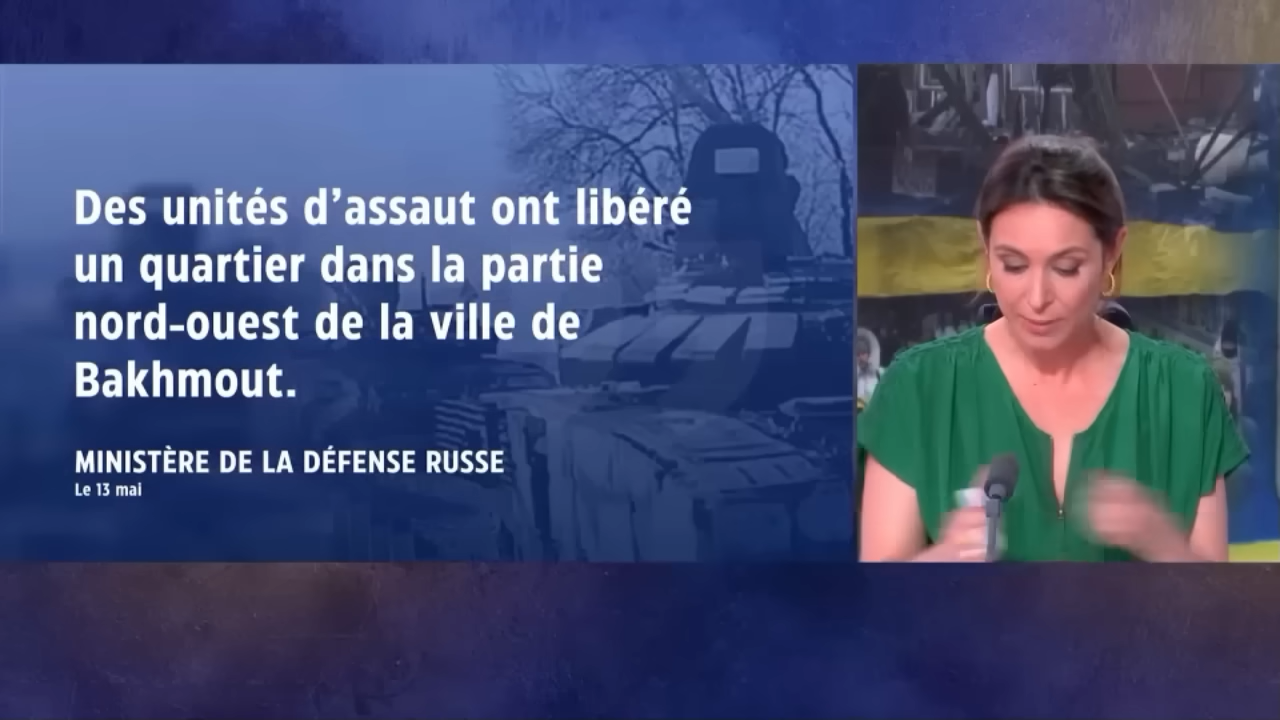 Des unités d’assaut ont libéré
un quartier dans la partie
nord-ouest de la ville de
Bakhmout.
MINISTÈRE DE LA DÉFENSE RUSSE
Le 13 mai